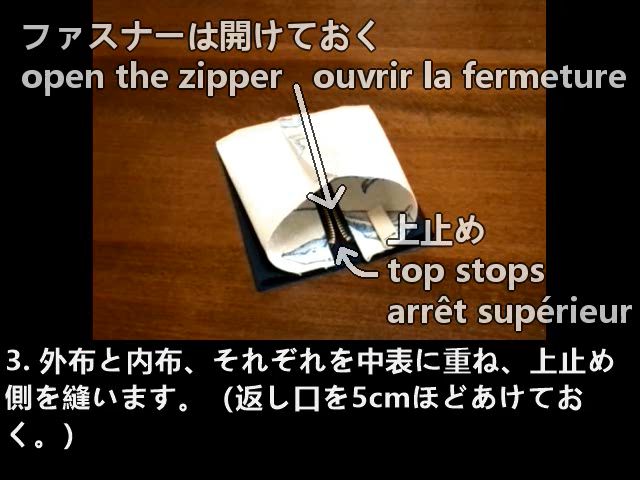 ファスナーは開けておく
open the zipper ouvrir la fermeture
上止め
top stops
arrêt supérieur
3. 外布と内布、それぞれを中表に重ね、上止め
側を縫います。（返し口を5cmほどあけてお
く。）